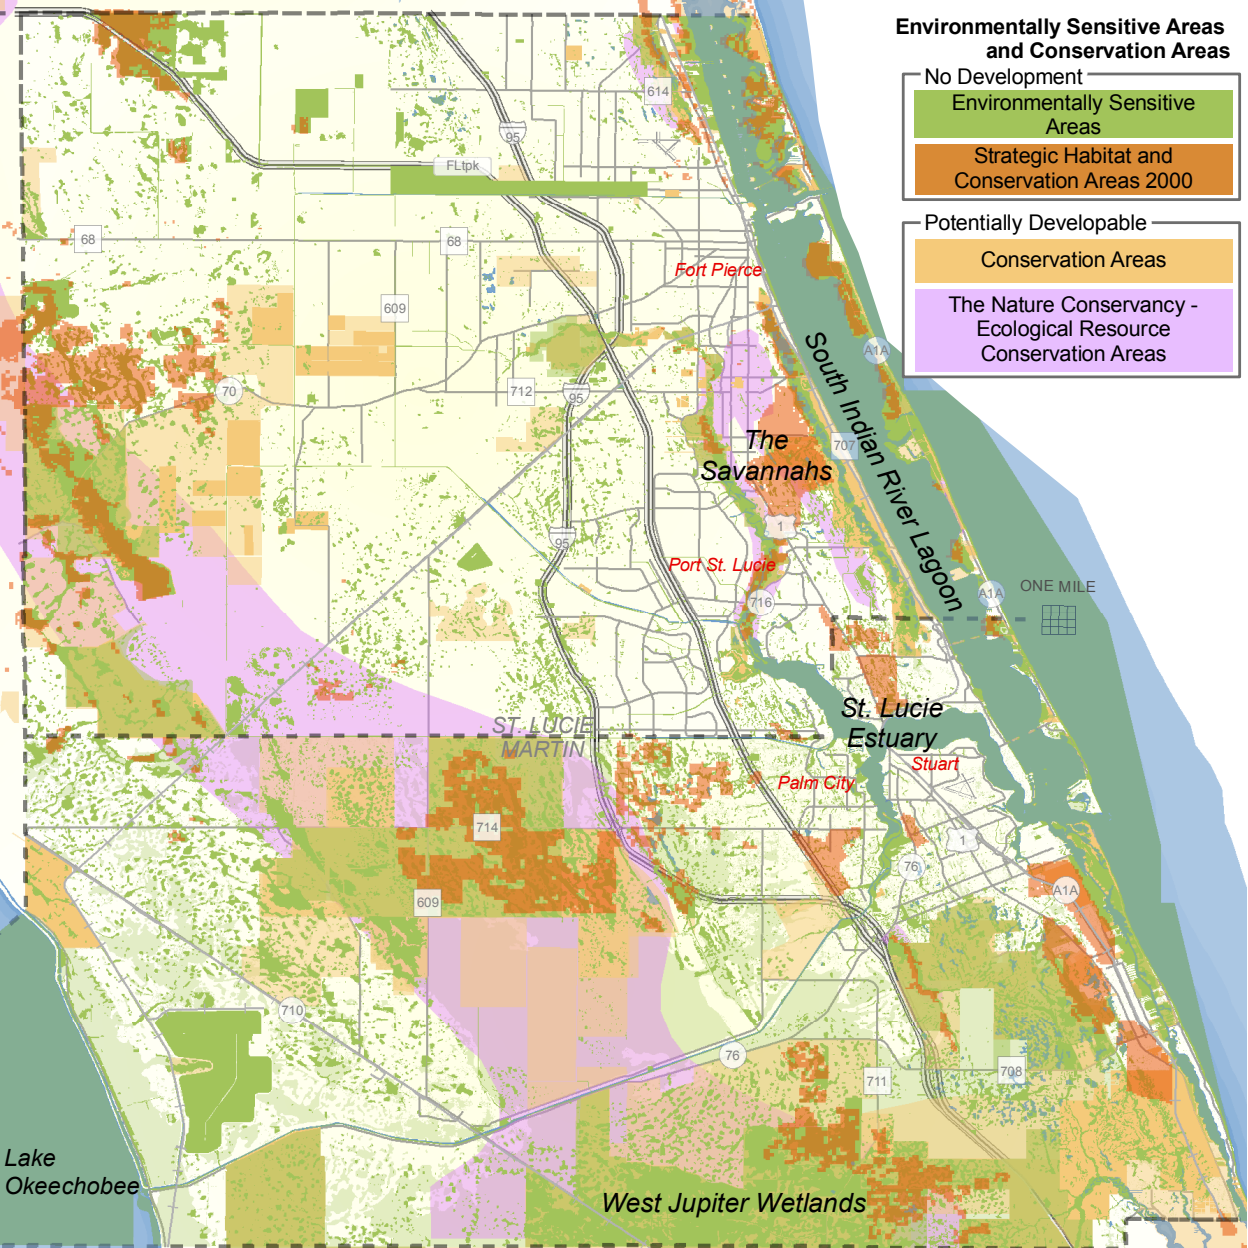 Environmentally Sensitive Areas
and Conservation Areas
No Development
Environmentally Sensitive
Areas
Strategic Habitat and
Conservation Areas 2000
Potentially Developable
Conservation Areas
The Nature Conservancy -
Ecological Resource
Conservation Areas
614
95
FLtpk
68
68
Fort Pierce
609
South Indian River Lagoon
A1A
70
712
95
The
Savannahs
707
1
95
Port St. Lucie
716
A1A
ONE MILE
St. Lucie
Estuary
ST. LUCIE
MARTIN
Stuart
Palm City
714
1
76
A1A
609
710
76
711
708
Lake
Okeechobee
West Jupiter Wetlands